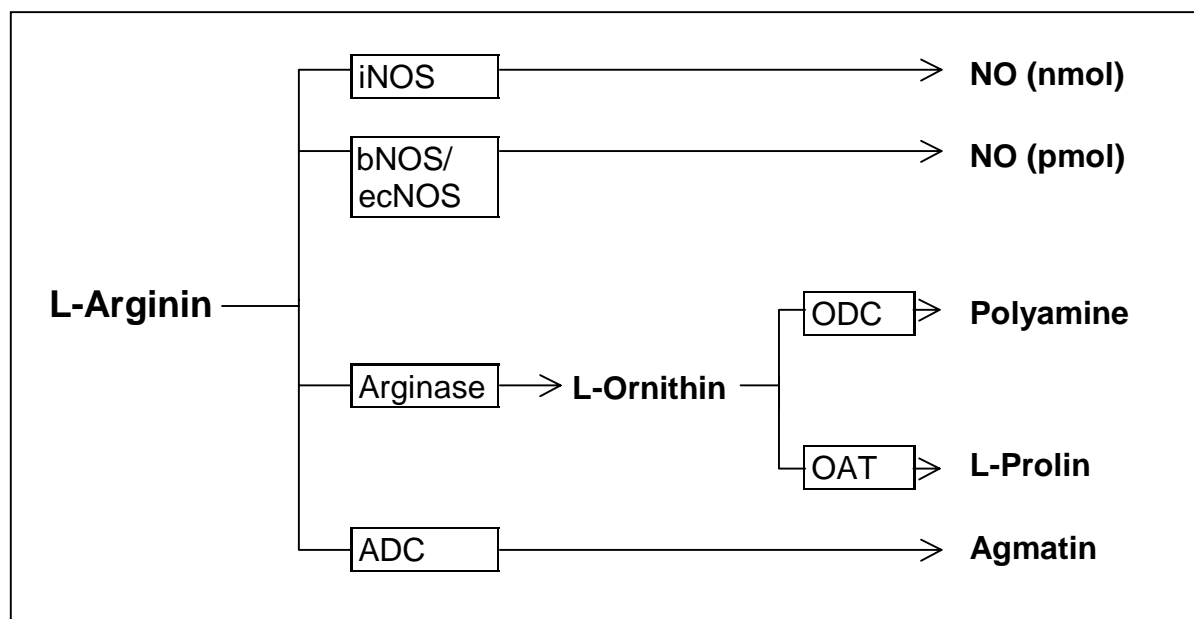 iNOS
NO (nmol)
bNOS/
ecNOS
NO (pmol)
L-Arginin
ODC
Polyamine
Arginase
L-Ornithin
OAT
L-Prolin
ADC
Agmatin